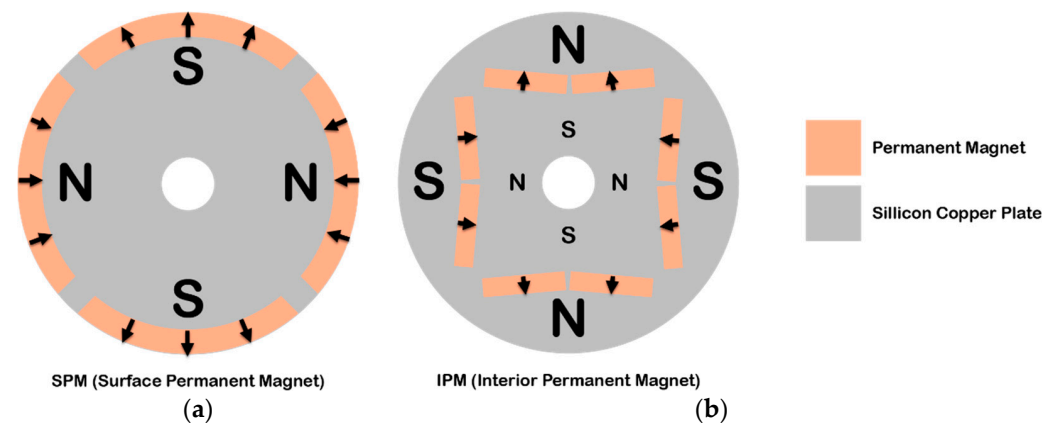 S
N
N
S
SPM (Surface Permanent Magnet)
(a)
N
S
S
N
N
S
S
N
IPM (Interior Permanent Magnet)
(b)
Permanent Magnet
Sillicon Copper Plate